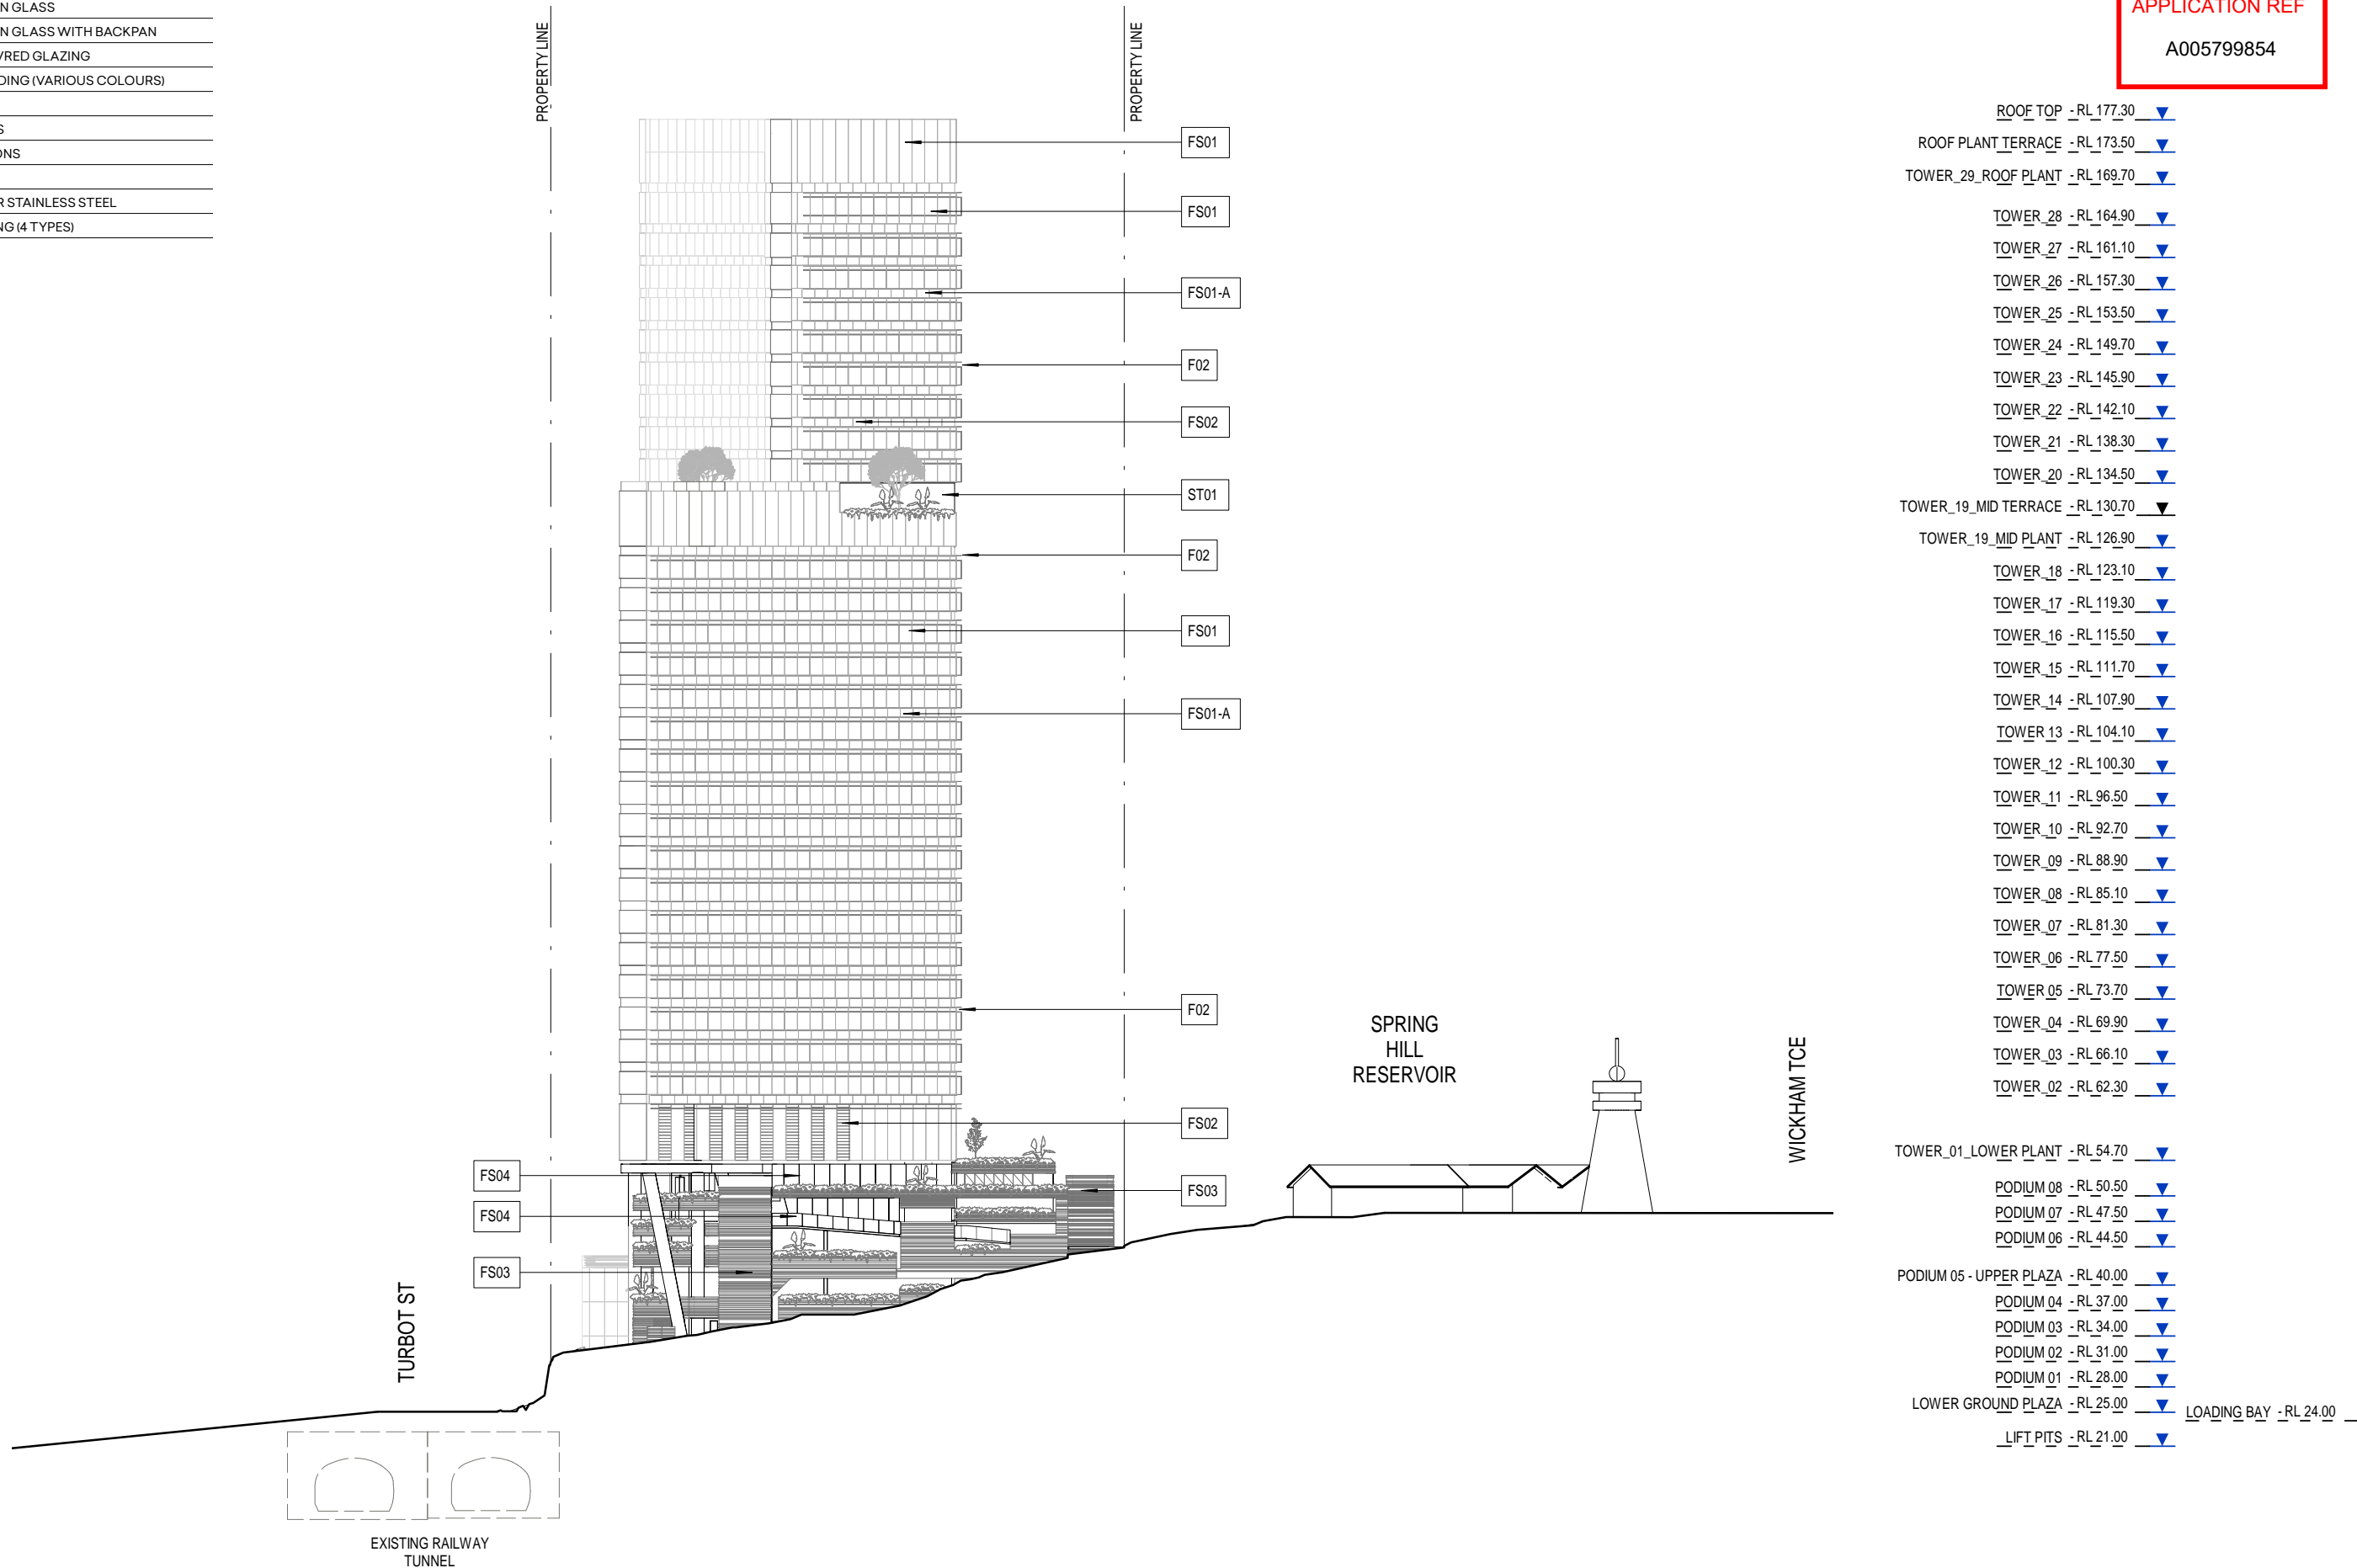 N GLASS
N GLASS WITH BACKPAN
VRED GLAZING
DING (VARIOUS COLOURS)
S
ONS
R STAINLESS STEEL
NG (4 TYPES)
PROPERTY LINE
PROPERTY LINE
APPLICATION REF
A005799854
FS01
FS01
FS01-A
F02
FS02
ST01
F02
FS01
FS01-A
F02
FS02
FS04
FS03
FS04
FS03
SPRING
HILL
RESERVOIR
WICKHAM TCE
TURBOT ST
EXISTING RAILWAY
TUNNEL
ROOF TOP - RL 177.30
ROOF PLANT TERRACE - RL 173.50
TOWER_29_ROOF PLANT - RL 169.70
TOWER_28 - RL 164.90
TOWER_27 - RL 161.10
TOWER_26 - RL 157.30
TOWER_25 - RL 153.50
TOWER_24 - RL 149.70
TOWER_23 - RL 145.90
TOWER_22 - RL 142.10
TOWER_21 - RL 138.30
TOWER_20 - RL 134.50
TOWER_19_MID TERRACE - RL 130.70
TOWER_19_MID PLANT - RL 126.90
TOWER_18 - RL 123.10
TOWER_17 - RL 119.30
TOWER_16 - RL 115.50
TOWER_15 - RL 111.70
TOWER_14 - RL 107.90
TOWER 13 - RL 104.10
TOWER_12 - RL 100.30
TOWER_11 - RL 96.50
TOWER_10 - RL 92.70
TOWER_09 - RL 88.90
TOWER_08 - RL 85.10
TOWER_07 - RL 81.30
TOWER_06 - RL 77.50
TOWER 05 - RL 73.70
TOWER_04 - RL 69.90
TOWER_03 - RL 66.10
TOWER_02 - RL 62.30
TOWER_01_LOWER PLANT - RL 54.70
PODIUM 08 - RL 50.50
PODIUM 07 - RL 47.50
PODIUM 06 - RL 44.50
PODIUM 05 - UPPER PLAZA - RL 40.00
PODIUM 04 - RL 37.00
PODIUM 03 - RL 34.00
PODIUM 02 - RL 31.00
PODIUM 01 - RL 28.00
LOWER GROUND PLAZA - RL 25.00
LOADING BAY - RL 24.00
LIFT PITS - RL 21.00